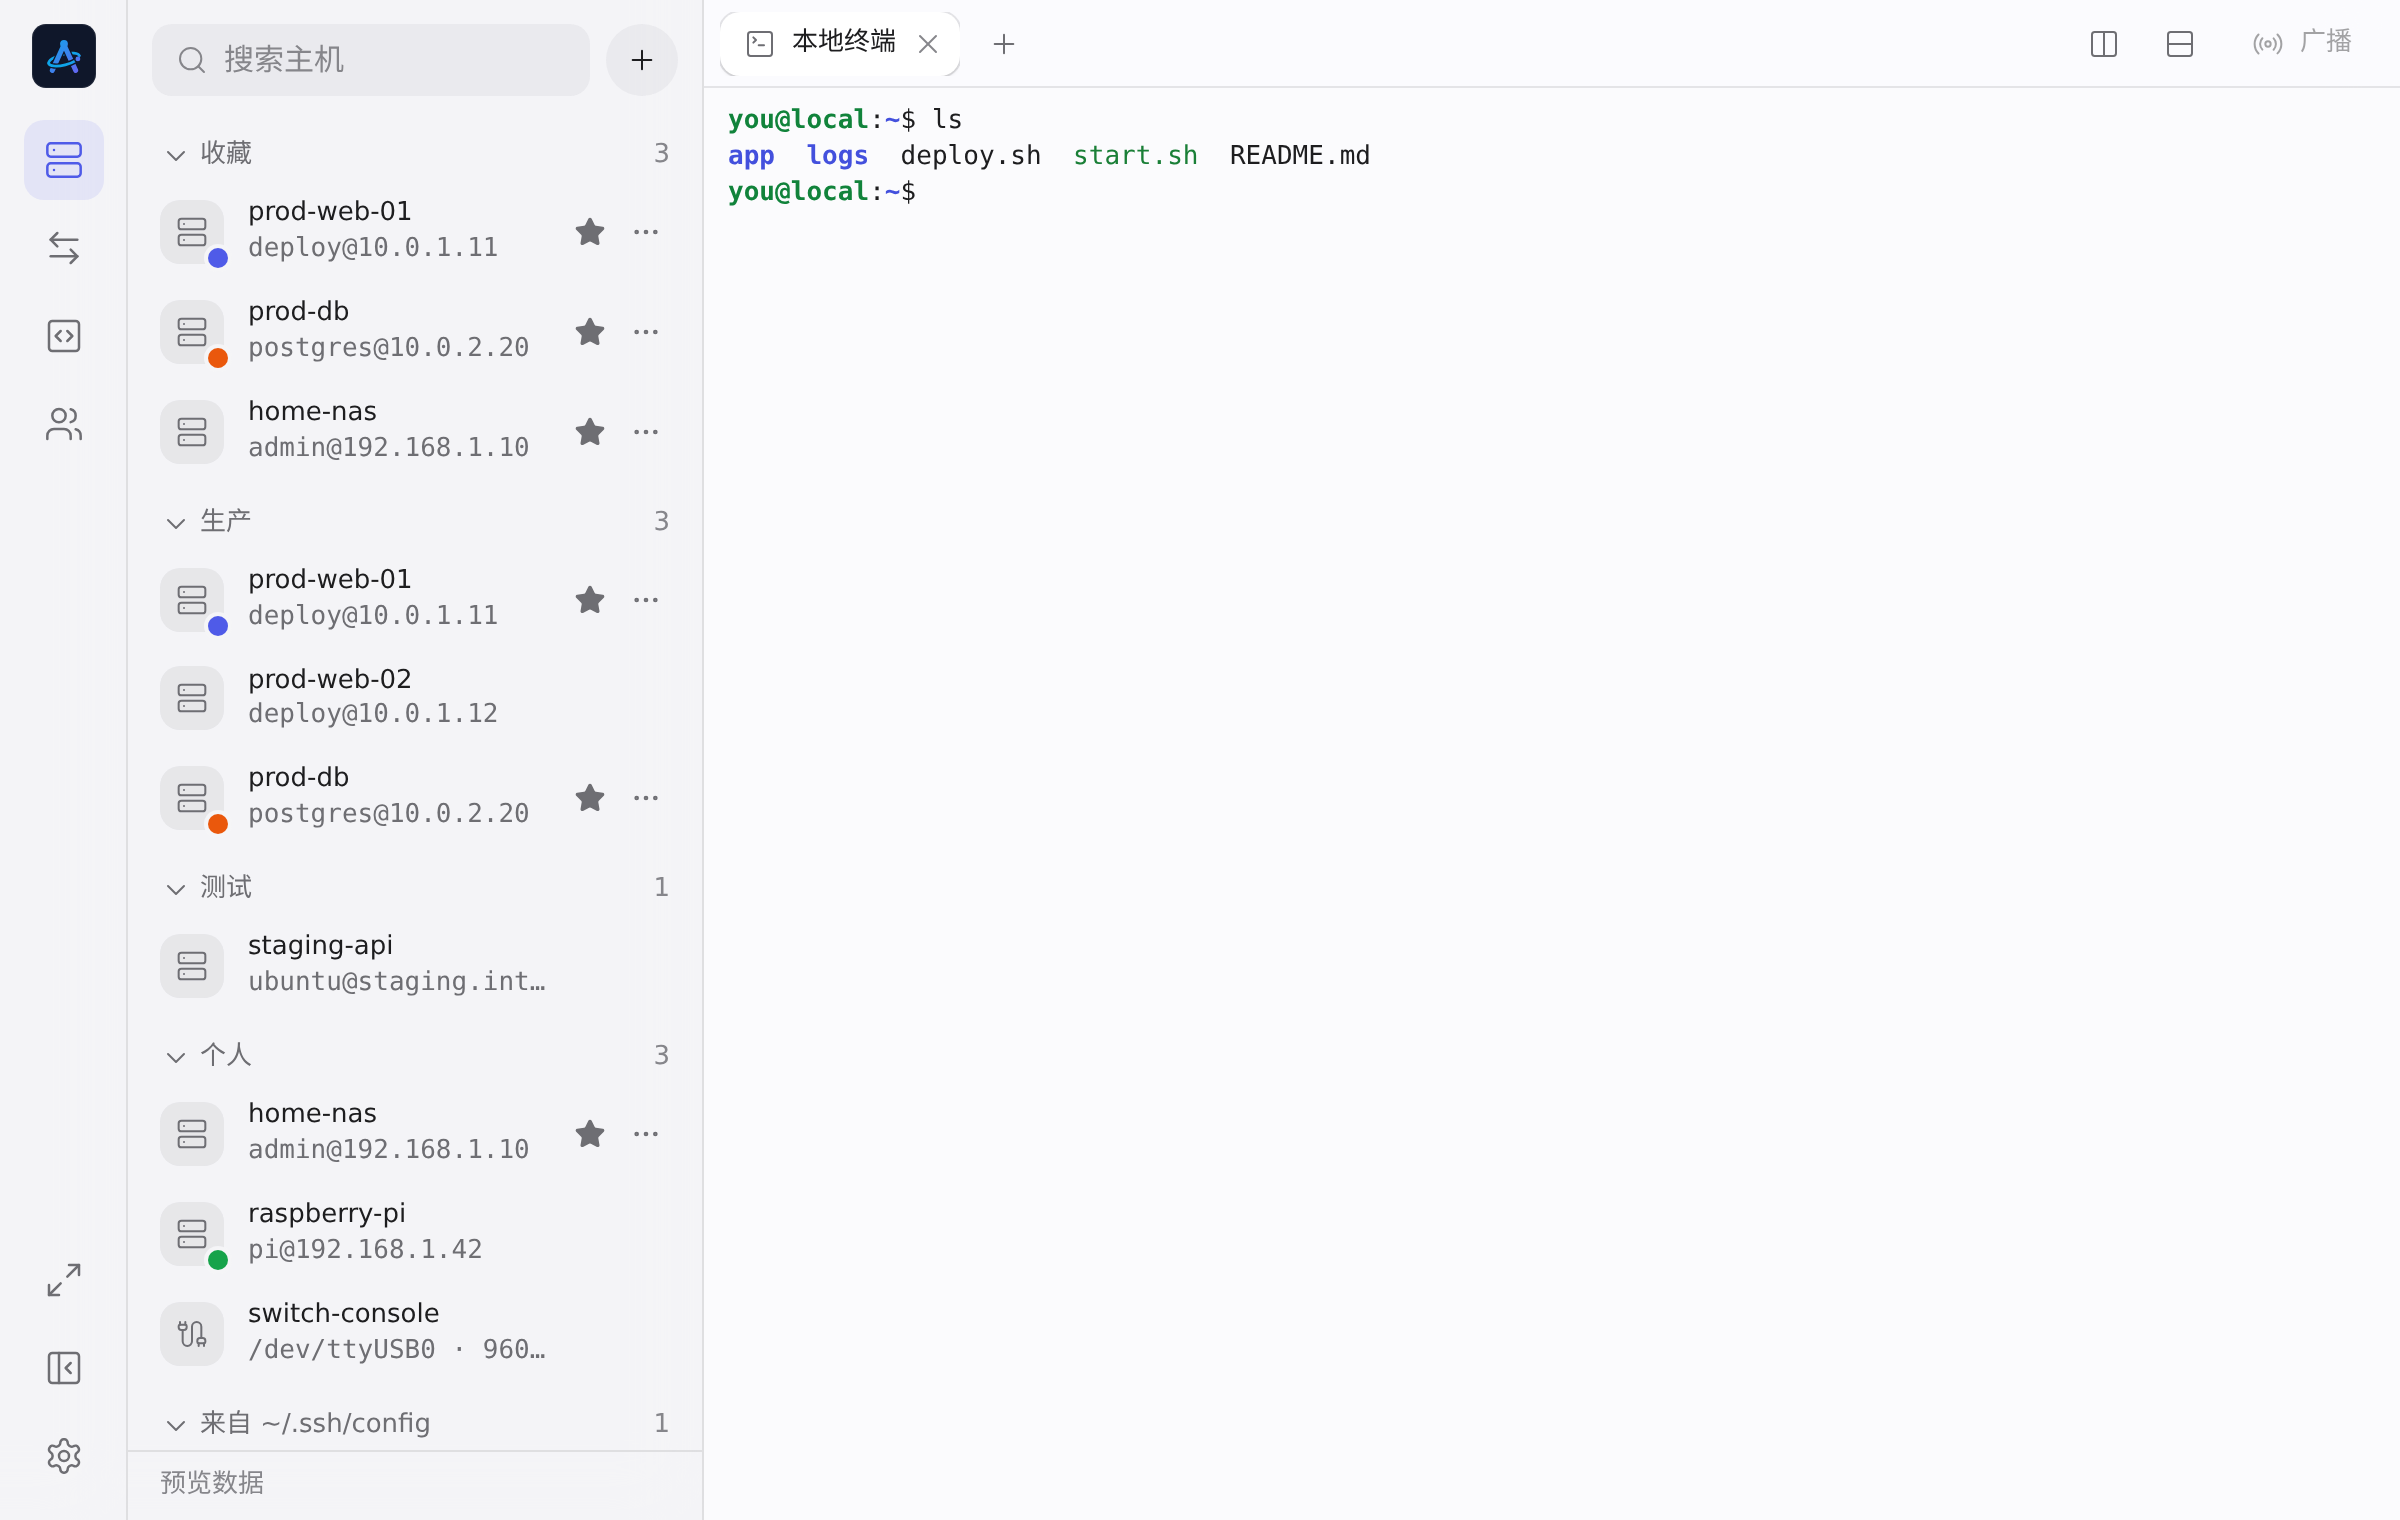 搜索主机
收藏 3
prod-web-01
deploy@10.0.1.11
prod-db
postgres@10.0.2.20
home-nas
admin@192.168.1.10
生产 3
prod-web-01
deploy@10.0.1.11
prod-web-02
deploy@10.0.1.12
prod-db
postgres@10.0.2.20
测试 1
staging-api
ubuntu@staging.int…
个人 3
home-nas
admin@192.168.1.10
raspberry-pi
pi@192.168.1.42
switch-console
/dev/ttyUSB0 · 960…
来自 ~/.ssh/config 1
预览数据
本地终端
广播
you@local:~$ ls
app  logs  deploy.sh  start.sh  README.md
you@local:~$